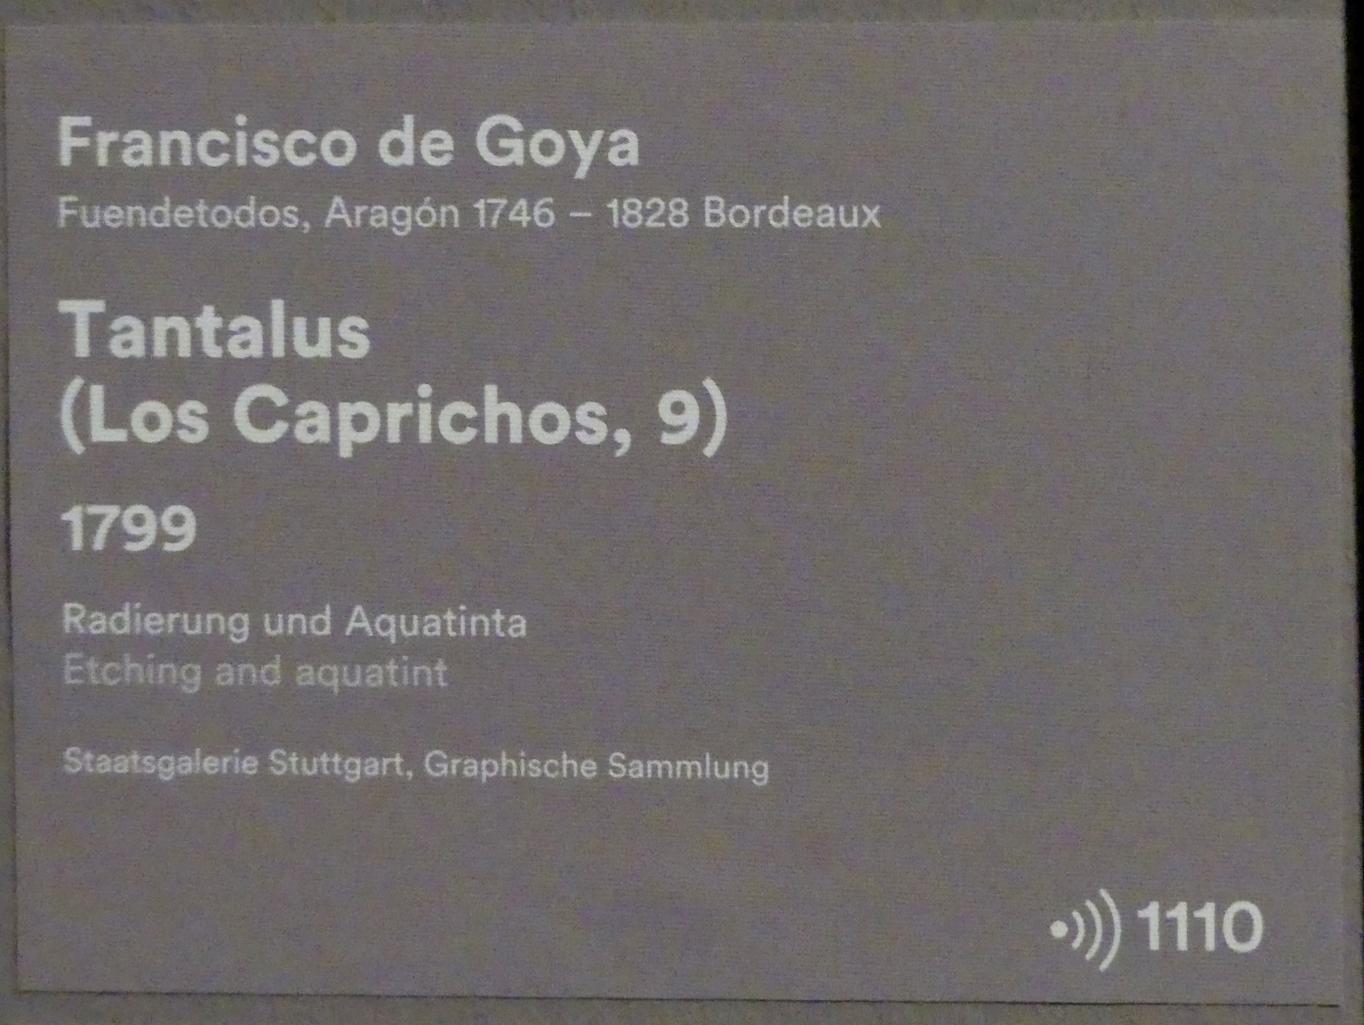 Francisco de Goya
Fuendetodos, Aragón 1746 – 1828 Bordeaux
Tantalus
(Los Caprichos, 9)
1799
Radierung und Aquatinta
Etching and aquatint
Staatsgalerie Stuttgart, Graphische Sammlung
1110